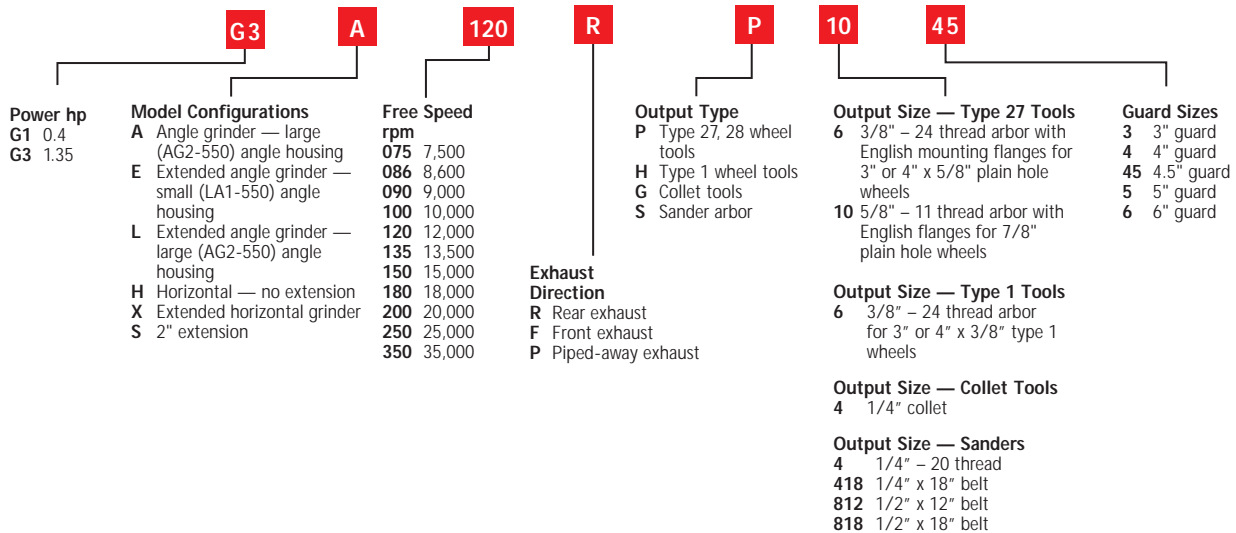 G3 A 120 R P 10 45
Power hp
G1 0.4
G3 1.35
Model Configurations
A Angle grinder — large
(AG2-550) angle housing
E Extended angle grinder —
small (LA1-550) angle
housing
L Extended angle grinder —
large (AG2-550) angle
housing
H Horizontal — no extension
X Extended horizontal grinder
S 2" extension
Free Speed
rpm
075 7,500
086 8,600
090 9,000
100 10,000
120 12,000
135 13,500
150 15,000
180 18,000
200 20,000
250 25,000
350 35,000
Exhaust
Direction
R Rear exhaust
F Front exhaust
P Piped-away exhaust
Output Type
P Type 27, 28 wheel
tools
H Type 1 wheel tools
G Collet tools
S Sander arbor
Output Size — Type 27 Tools
6 3/8" – 24 thread arbor with
English mounting flanges for
3" or 4" x 5/8" plain hole
wheels
10 5/8" – 11 thread arbor with
English flanges for 7/8"
plain hole wheels
Output Size — Type 1 Tools
6 3/8″ – 24 thread arbor
for 3″ or 4″ x 3/8″ type 1
wheels
Output Size — Collet Tools
4 1/4″ collet
Output Size — Sanders
4 1/4″ – 20 thread
418 1/4″ x 18″ belt
812 1/2″ x 12″ belt
818 1/2″ x 18″ belt
Guard Sizes
3 3" guard
4 4" guard
45 4.5" guard
5 5" guard
6 6" guard